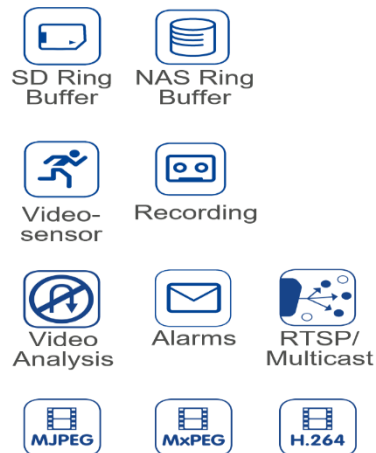 SD Ring NAS Ring
Buffer Buffer
Video- Recording
sensor
Video Alarms RTSP/
Analysis Multicast
MJPEG MxPEG H.264